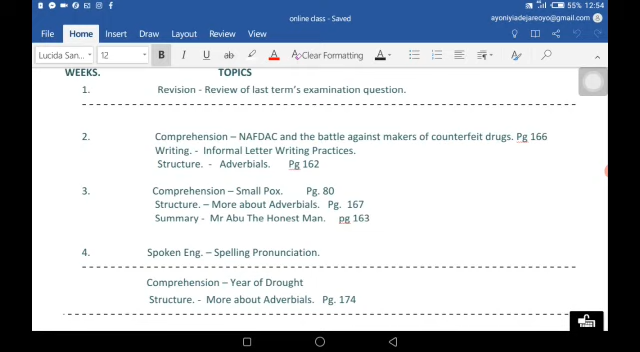 55% 12:54
online class - Saved
ayoniyiadejareoyo@gmail.com
File Home Insert Draw Layout Review View
Lucida San... 12 B I U ab A Clear Formatting A
WEEKS. TOPICS
1. Revision - Review of last term's examination question.
2. Comprehension – NAFDAC and the battle against makers of counterfeit drugs. Pg 166
Writing. - Informal Letter Writing Practices.
Structure. - Adverbials. Pg 162
3. Comprehension – Small Pox. Pg. 80
Structure. – More about Adverbials. Pg. 167
Summary - Mr Abu The Honest Man. pg 163
4. Spoken Eng. – Spelling Pronunciation.
Comprehension – Year of Drought
Structure. - More about Adverbials. Pg. 174